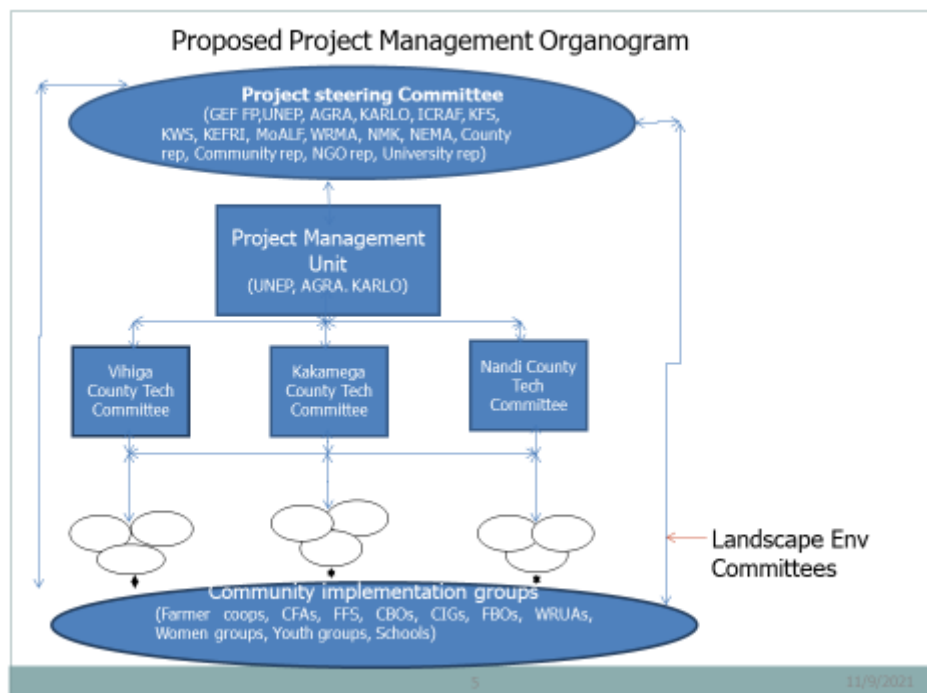 Proposed Project Management Organogram
Project steering Committee
(GEF FP,UNEP, AGRA, KARLO, ICRAF, KFS,
KWS, KEFRI, MoALF, WRMA, NMK, NEMA, County
rep, Community rep, NGO rep, University rep)
Project Management
Unit
(UNEP, AGRA. KARLO)
Vihiga
County Tech
Committee
Kakamega
County Tech
Committee
Nandi County
Tech
Committee
Landscape Env
Committees
Community implementation groups
(Farmer coops, CFAs, FFS, CBOs, CIGs, FBOs, WRUAs,
Women groups, Youth groups, Schools)
5
11/9/2021